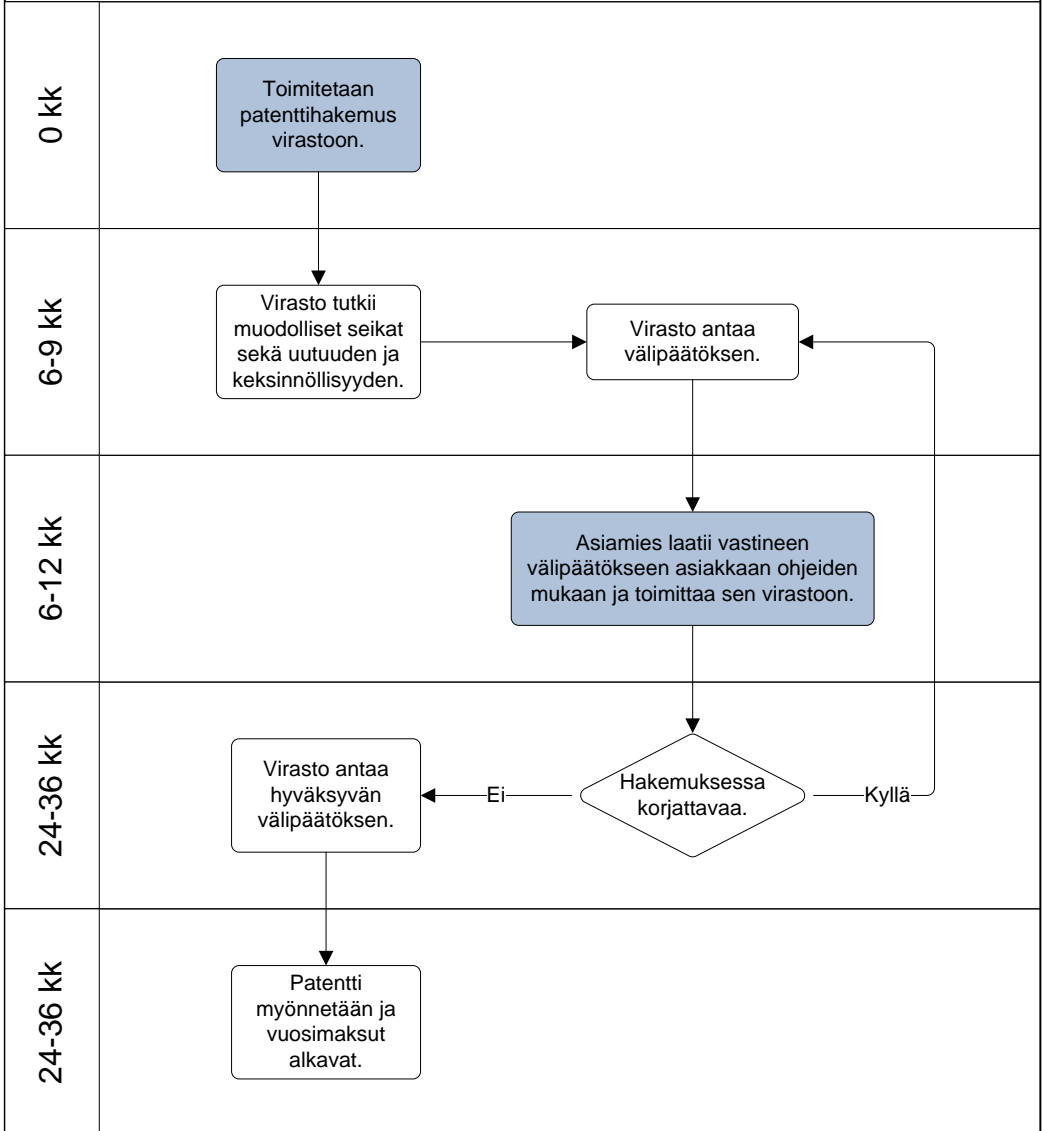 0 kk
Toimitetaan
patenttihakemus
virastoon.
6-9 kk
Virasto tutkii
muodolliset seikat
sekä uutuuden ja
keksinnöllisyyden.
Virasto antaa
välipäätöksen.
6-12 kk
Asiamies laatii vastineen
välipäätökseen asiakkaan ohjeiden
mukaan ja toimittaa sen virastoon.
24-36 kk
Virasto antaa
hyväksyvän
välipäätöksen.
Ei
Hakemuksessa
korjattavaa.
Kyllä
24-36 kk
Patentti
myönnetään ja
vuosimaksut
alkavat.